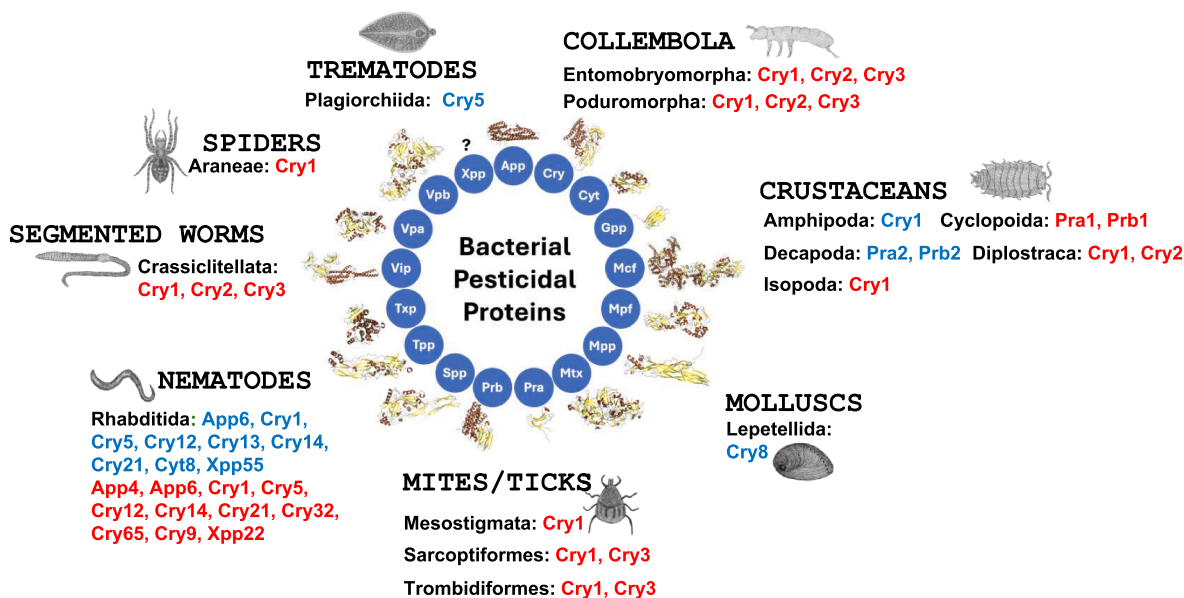 TREMATODES
Plagiorchiida: Cry5
COLLEMBOLA
Entomobryomorpha: Cry1, Cry2, Cry3
Poduromorpha: Cry1, Cry2, Cry3
SPIDERS
Araneae: Cry1
CRUSTACEANS
Amphipoda: Cry1 Cyclopoida: Pra1, Prb1
Decapoda: Pra2, Prb2 Diplostraca: Cry1, Cry2
Isopoda: Cry1
SEGMENTED WORMS
Crassiclitellata:
Cry1, Cry2, Cry3
?
App
Cry
Cyt
Gpp
Mcf
Mpf
Mpp
Mtx
Pra
Prb
Spp
Tpp
Txp
Vip
Vpa
Vpb
Xpp
Bacterial
Pesticidal
Proteins
NEMATODES
Rhabditida: App6, Cry1,
Cry5, Cry12, Cry13, Cry14,
Cry21, Cyt8, Xpp55
App4, App6, Cry1, Cry5,
Cry12, Cry14, Cry21, Cry32,
Cry65, Cry9, Xpp22
MITES/TICKS
Mesostigmata: Cry1
Sarcoptiformes: Cry1, Cry3
Trombidiformes: Cry1, Cry3
MOLLUSCS
Lepetellida:
Cry8